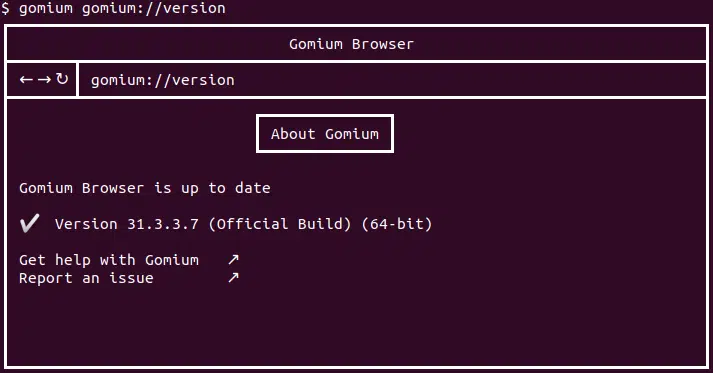 $ gomium gomium://version
Gomium Browser
←→↻ gomium://version
About Gomium
Gomium Browser is up to date
✔ Version 31.3.3.7 (Official Build) (64-bit)
Get help with Gomium ↗
Report an issue ↗